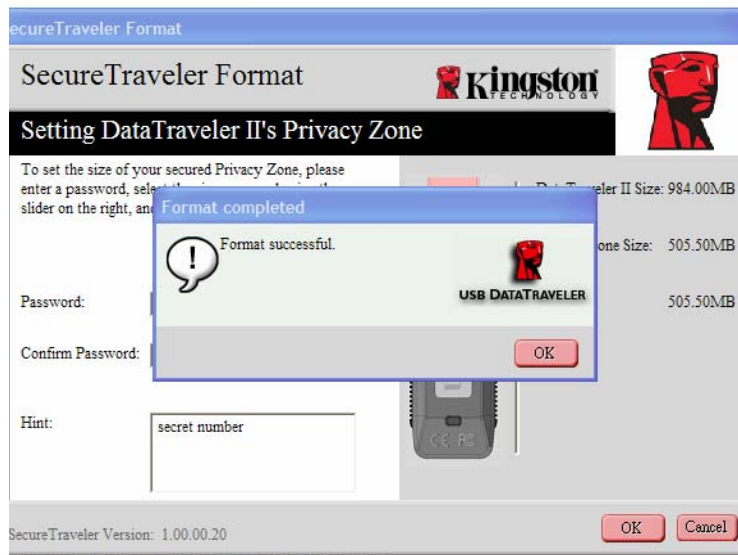 ecureTraveler Format
SecureTraveler Format
Kingston
TECHNOLOGY
Setting DataTraveler II's Privacy Zone
To set the size of your secured Privacy Zone, please
enter a password,
slider on the right,
eler II Size: 984.00MB
one Size: 505.50MB
505.50MB
Format completed
Format successful.
USB DATATRAVELER
OK
Password:
Confirm Password:
Hint:
secret number
SecureTraveler Version: 1.00.00.20
OK
Cancel